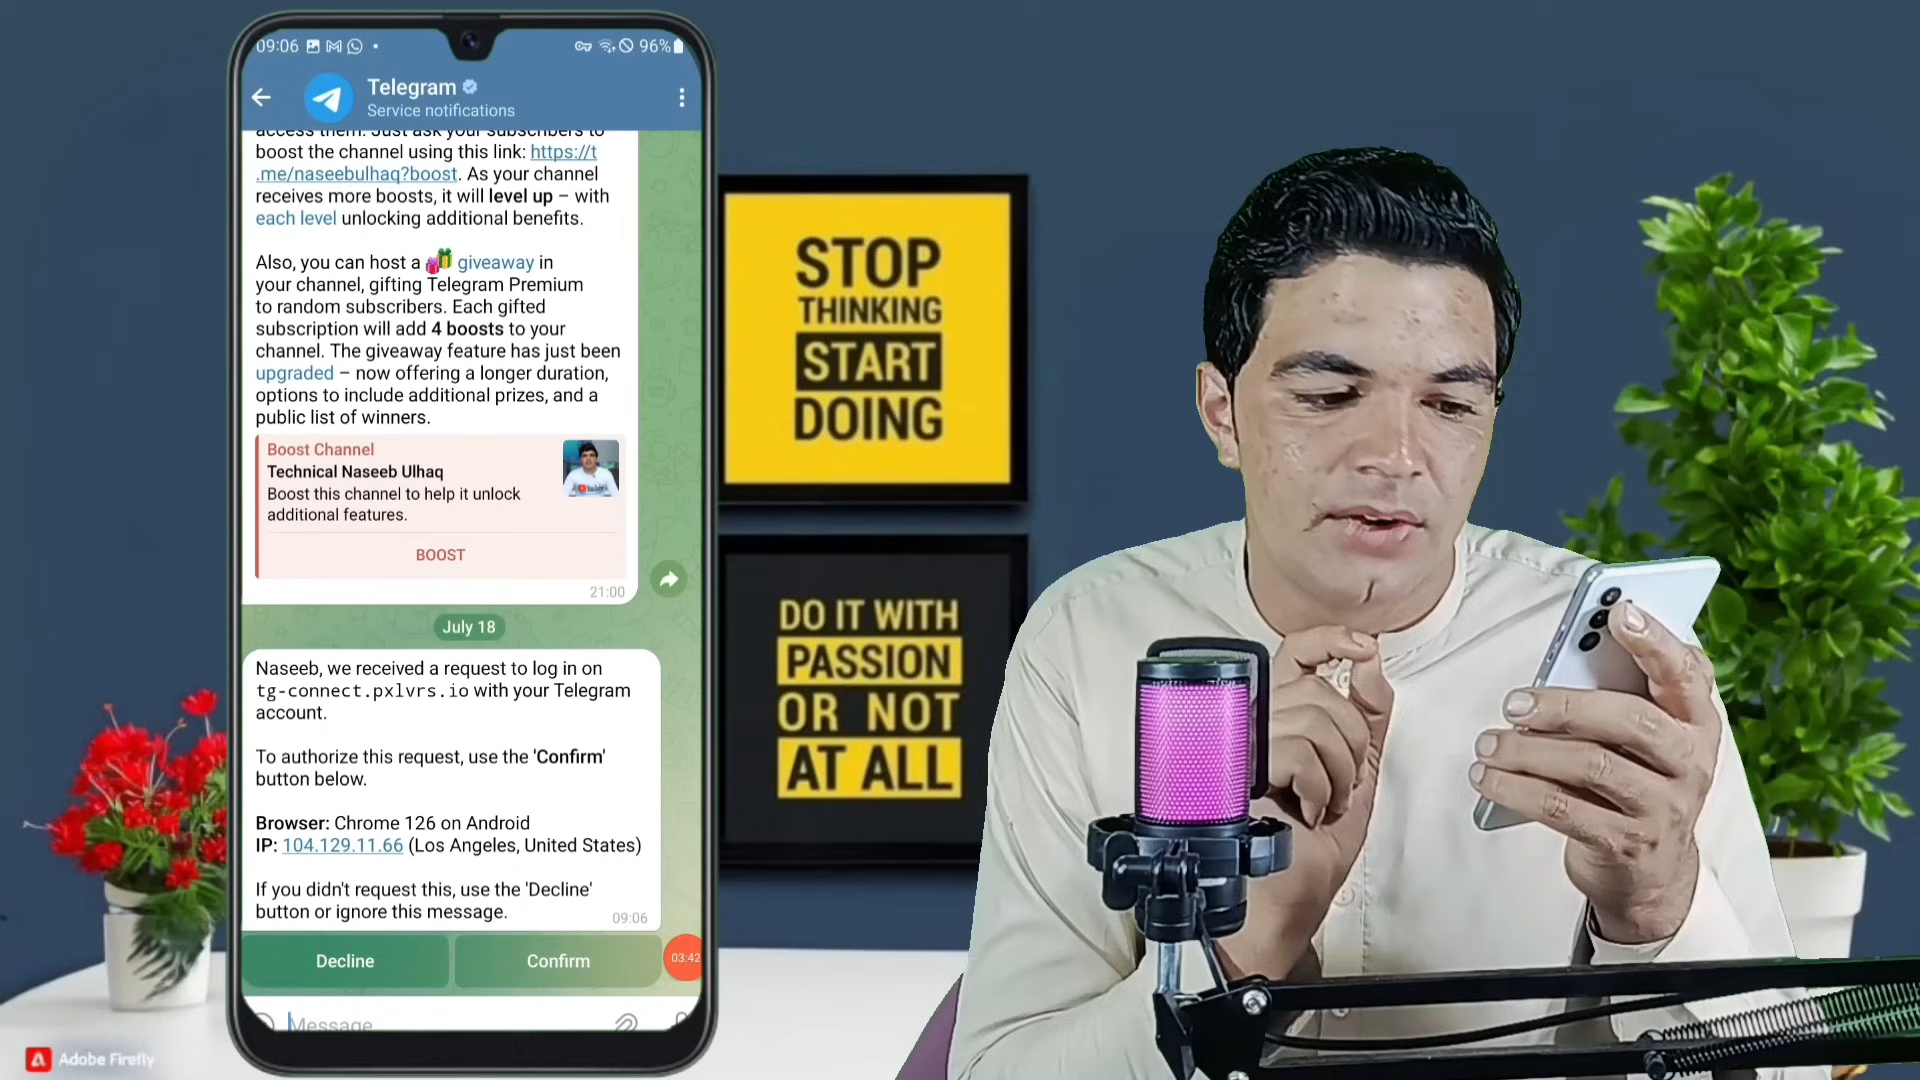 09:06
96%
Telegram
Service notifications
access them. Just ask your subscribers to
boost the channel using this link: https://t
.me/naseebulhaq?boost. As your channel
receives more boosts, it will level up – with
each level unlocking additional benefits.
Also, you can host a 🎁 giveaway in
your channel, gifting Telegram Premium
to random subscribers. Each gifted
subscription will add 4 boosts to your
channel. The giveaway feature has just been
upgraded – now offering a longer duration,
options to include additional prizes, and a
public list of winners.
Boost Channel
Technical Naseeb Ulhaq
Boost this channel to help it unlock
additional features.
BOOST
21:00
July 18
Naseeb, we received a request to log in on
tg-connect.pxlvrs.io with your Telegram
account.
To authorize this request, use the 'Confirm'
button below.
Browser: Chrome 126 on Android
IP: 104.129.11.66 (Los Angeles, United States)
If you didn't request this, use the 'Decline'
button or ignore this message.
09:06
Decline
Confirm
03:42
Message
STOP
THINKING
START
DOING
DO IT WITH
PASSION
OR NOT
AT ALL
Adobe Firefly